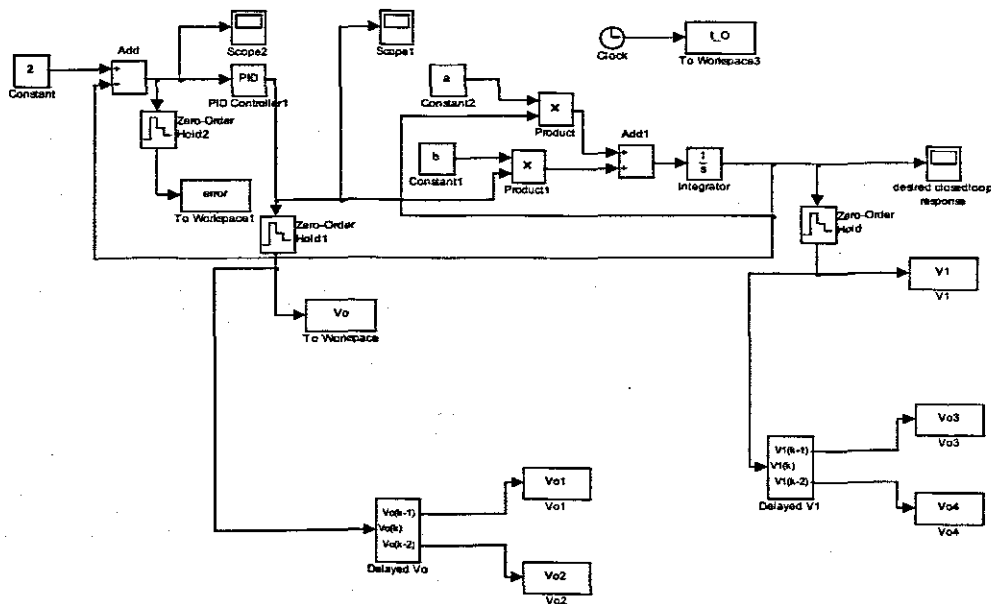 2
Constant
Add
+
−
Scope2
PID
PID Controller1
Zero-Order
Hold2
error
To Workspace1
Zero-Order
Hold1
Vo
To Workspace
Scope1
a
Constant2
×
Product
b
Constant1
×
Product1
Add1
+
+
1
s
Integrator
Clock
t_O
To Workspace3
desired closedloop
response
Zero-Order
Hold
V1
V1
Vo(k-1)
Vo(k)
Vo(k-2)
Delayed Vo
Vo1
Vo1
Vo2
Vo2
V1(k-1)
V1(k)
V1(k-2)
Delayed V1
Vo3
Vo3
Vo4
Vo4